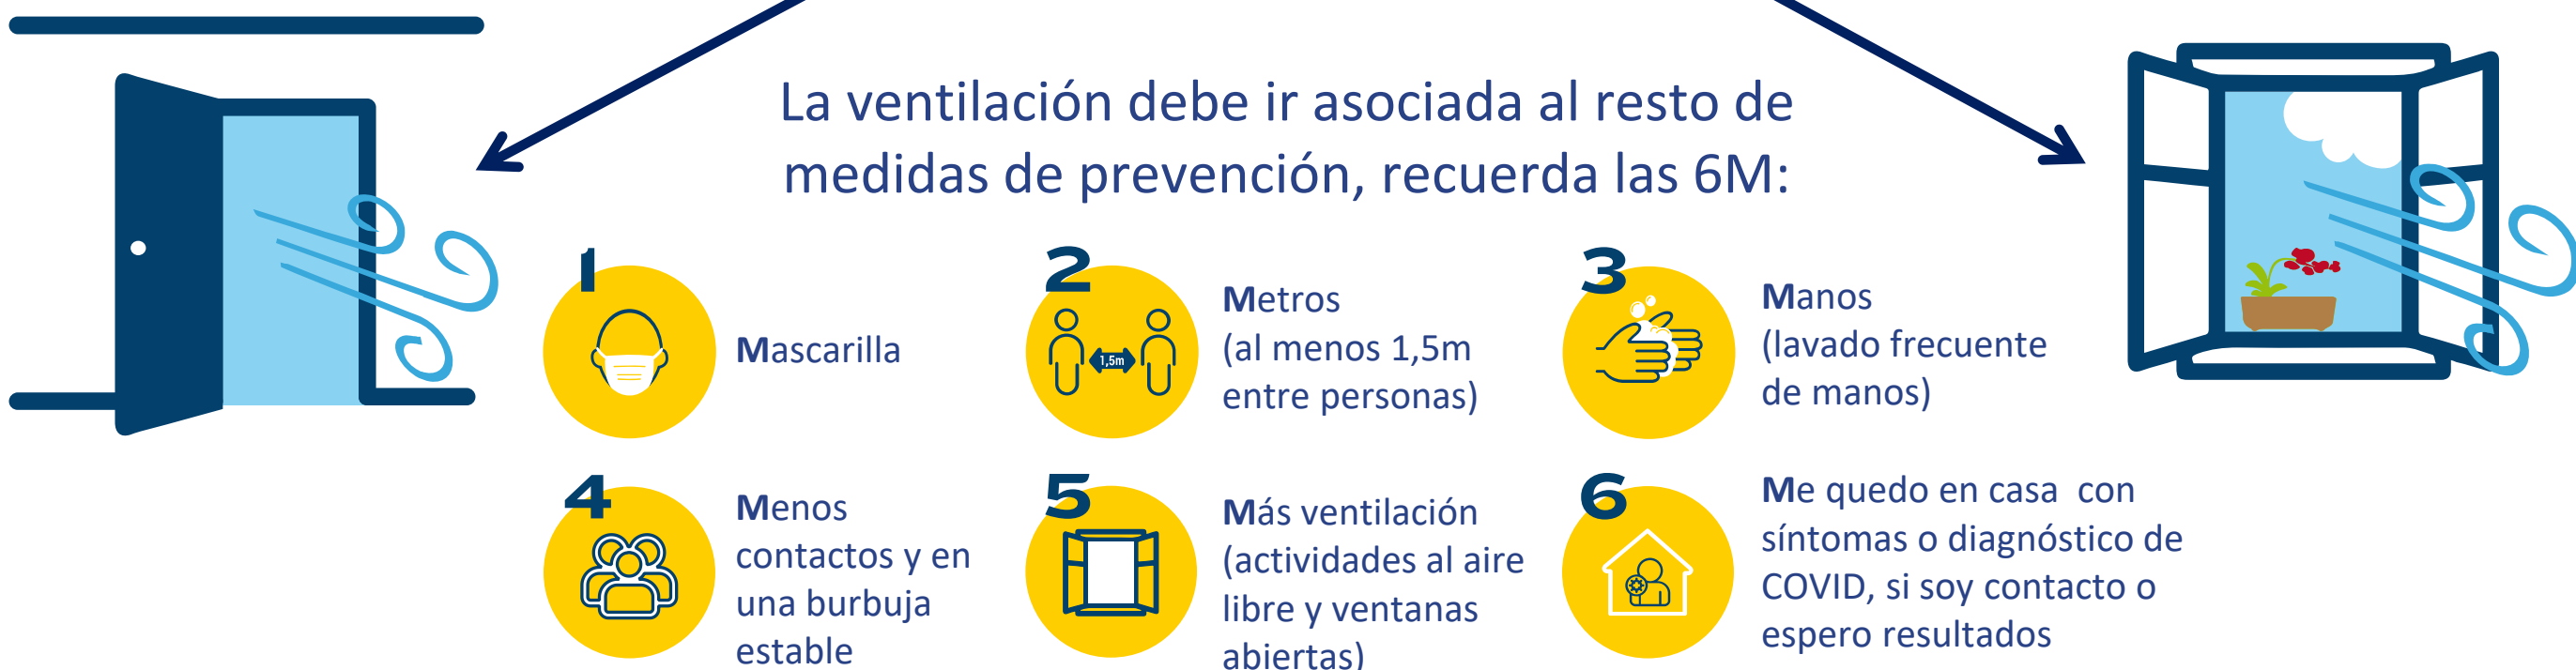 La ventilación debe ir asociada al resto de
medidas de prevención, recuerda las 6M:
1
Mascarilla
2
1,5m
Metros
(al menos 1,5m
entre personas)
3
Manos
(lavado frecuente
de manos)
4
Menos
contactos y en
una burbuja
estable
5
Más ventilación
(actividades al aire
libre y ventanas
abiertas)
6
Me quedo en casa con
síntomas o diagnóstico de
COVID, si soy contacto o
espero resultados